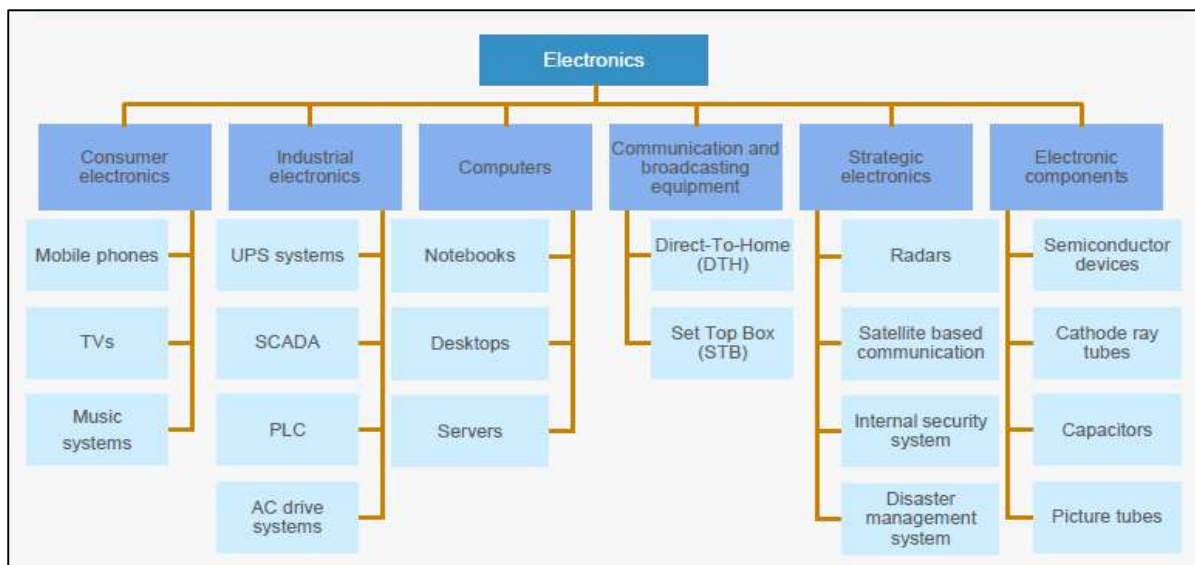 Electronics
Consumer
electronics
Industrial
electronics
Computers
Communication and
broadcasting
equipment
Strategic
electronics
Electronic
components
Mobile phones
TVs
Music
systems
UPS systems
SCADA
PLC
AC drive
systems
Notebooks
Desktops
Servers
Direct-To-Home
(DTH)
Set Top Box
(STB)
Radars
Satellite based
communication
Internal security
system
Disaster
management
system
Semiconductor
devices
Cathode ray
tubes
Capacitors
Picture tubes